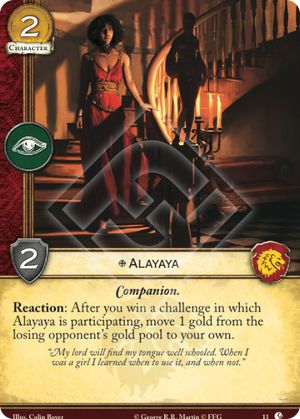 2
CHARACTER
2
Alayaya
Companion.
Reaction: After you win a challenge in which
Alayaya is participating, move 1 gold from the
losing opponent's gold pool to your own.
"My lord will find my tongue well schooled. When I
was a girl I learned when to use it, and when not."
Illus. Colin Boyer © George R.R. Martin © FFG 11